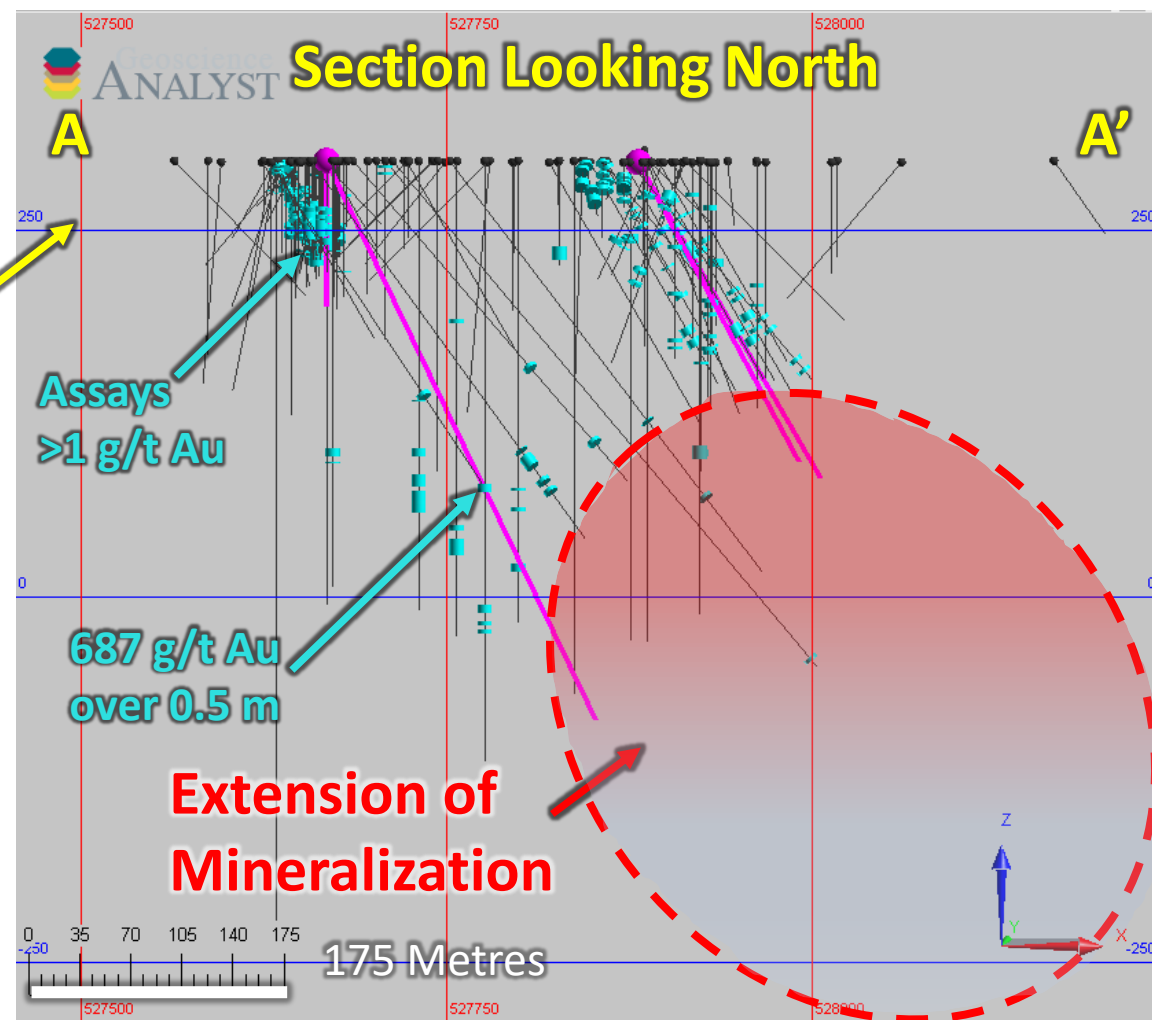 527500
527750
528000
Geoscience
ANALYST
Section Looking North
A
A'
250
250
Assays
>1 g/t Au
0
0
687 g/t Au
over 0.5 m
Extension of
Mineralization
Z
Y
X
0 35 70 105 140 175
175 Metres
-250
-250
527500
527750
528000